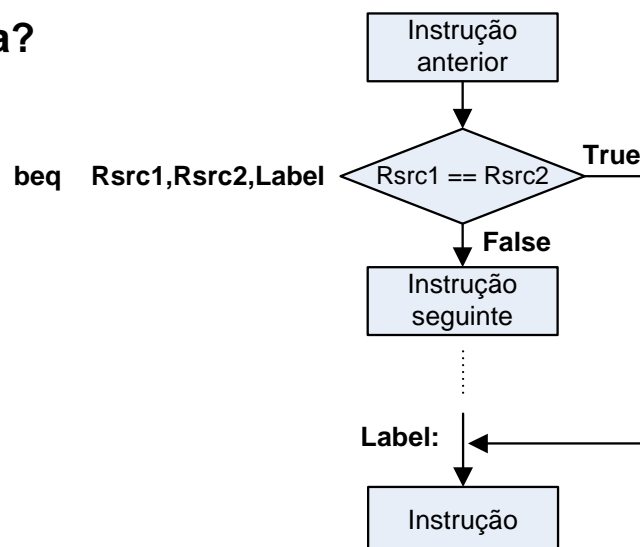 a?
Instrução
anterior
beq Rsrc1,Rsrc2,Label
Rsrc1 == Rsrc2
True
False
Instrução
seguinte
Label:
Instrução